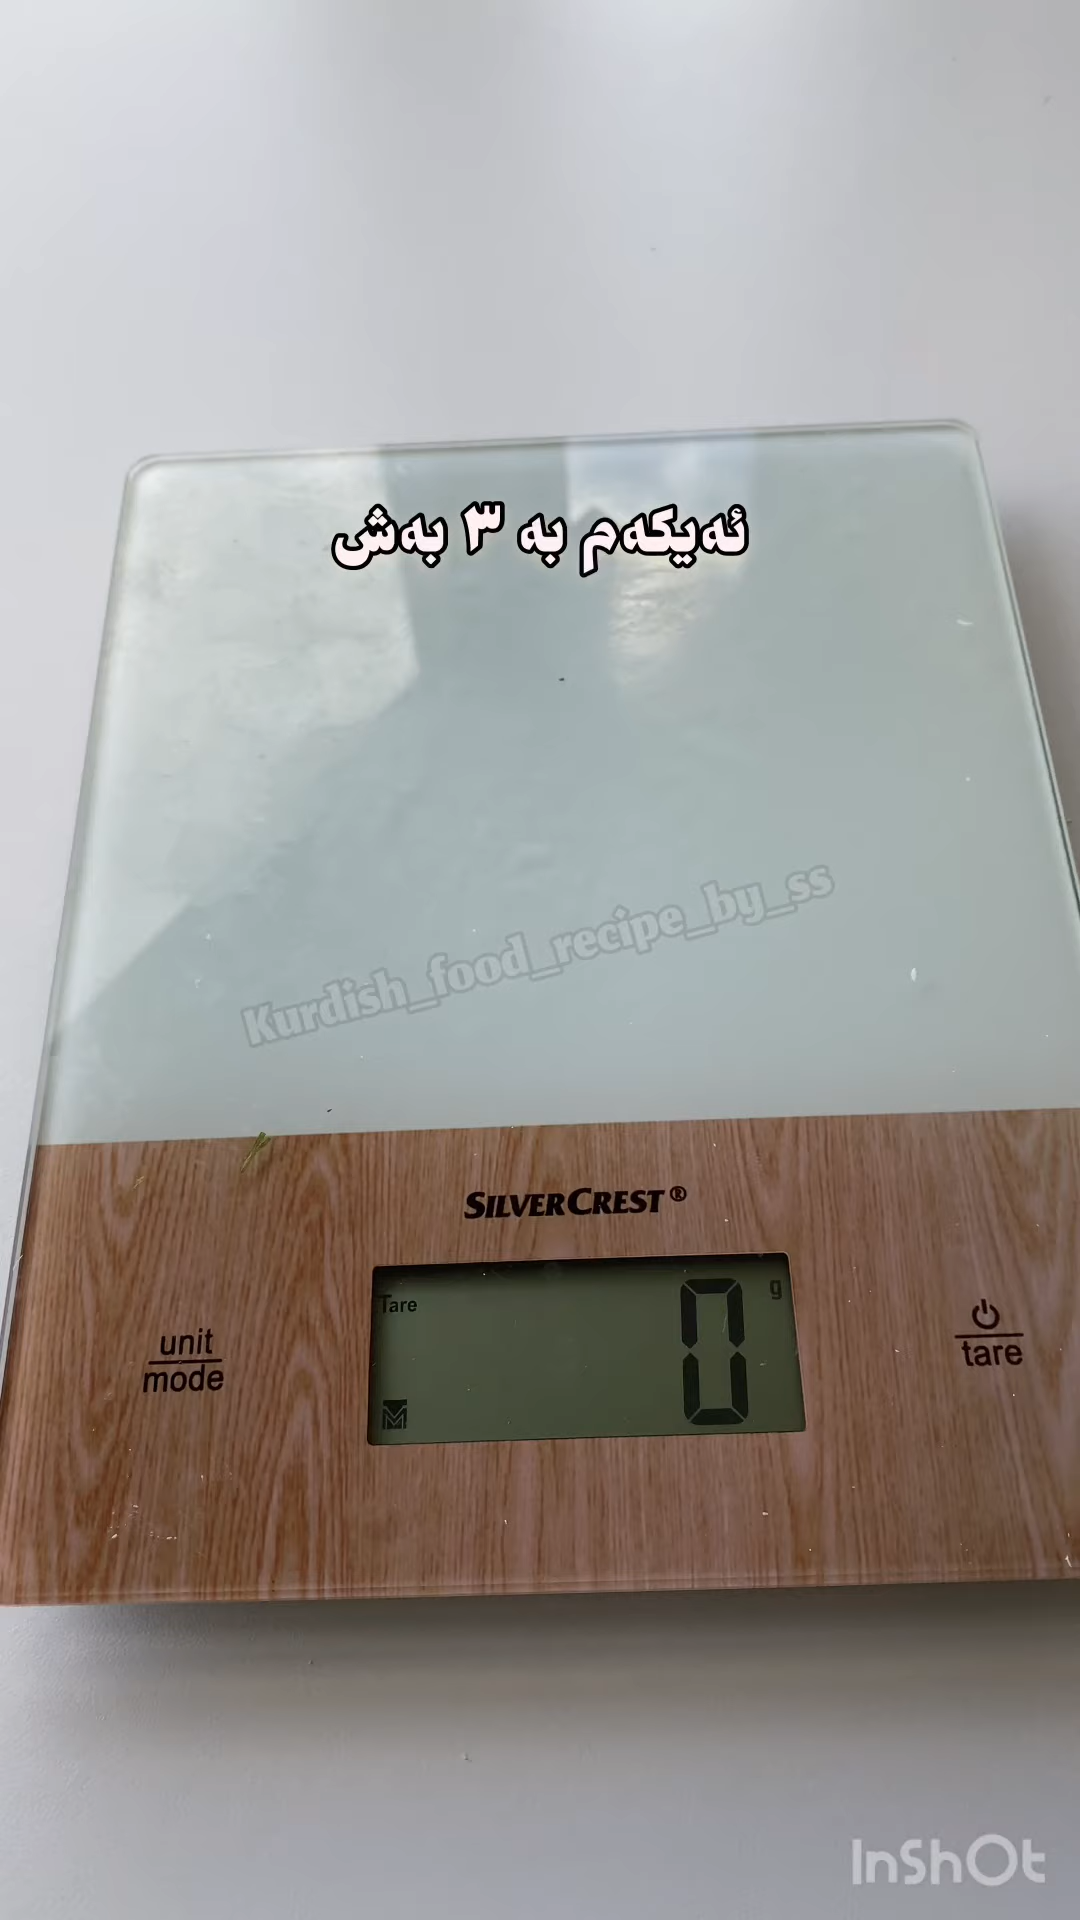 ئەیکەم بە ٣ بەش
Kurdish_food_recipe_by_ss
SILVERCREST®
Tare
0 g
unit
mode
tare
InShOt